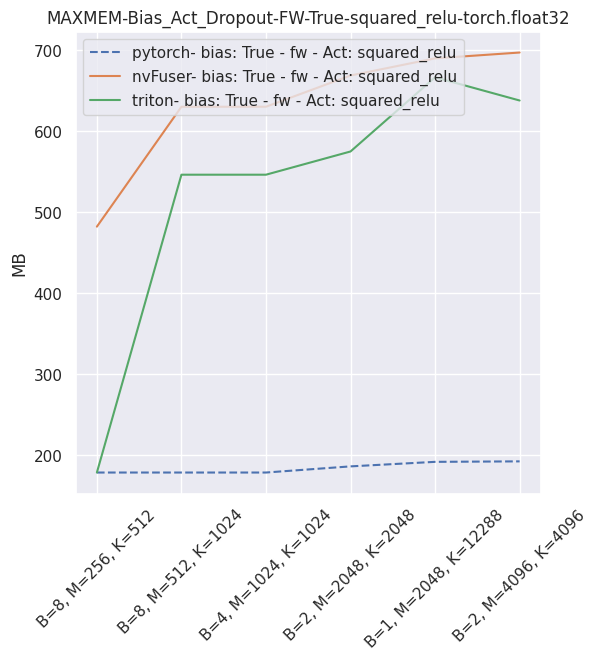 MAXMEM-Bias_Act_Dropout-FW-True-squared_relu-torch.float32
pytorch- bias: True - fw - Act: squared_relu
nvFuser- bias: True - fw - Act: squared_relu
triton- bias: True - fw - Act: squared_relu
MB
700
600
500
400
300
200
B=8, M=256, K=512
B=8, M=512, K=1024
B=4, M=1024, K=1024
B=2, M=2048, K=2048
B=1, M=2048, K=12288
B=2, M=4096, K=4096